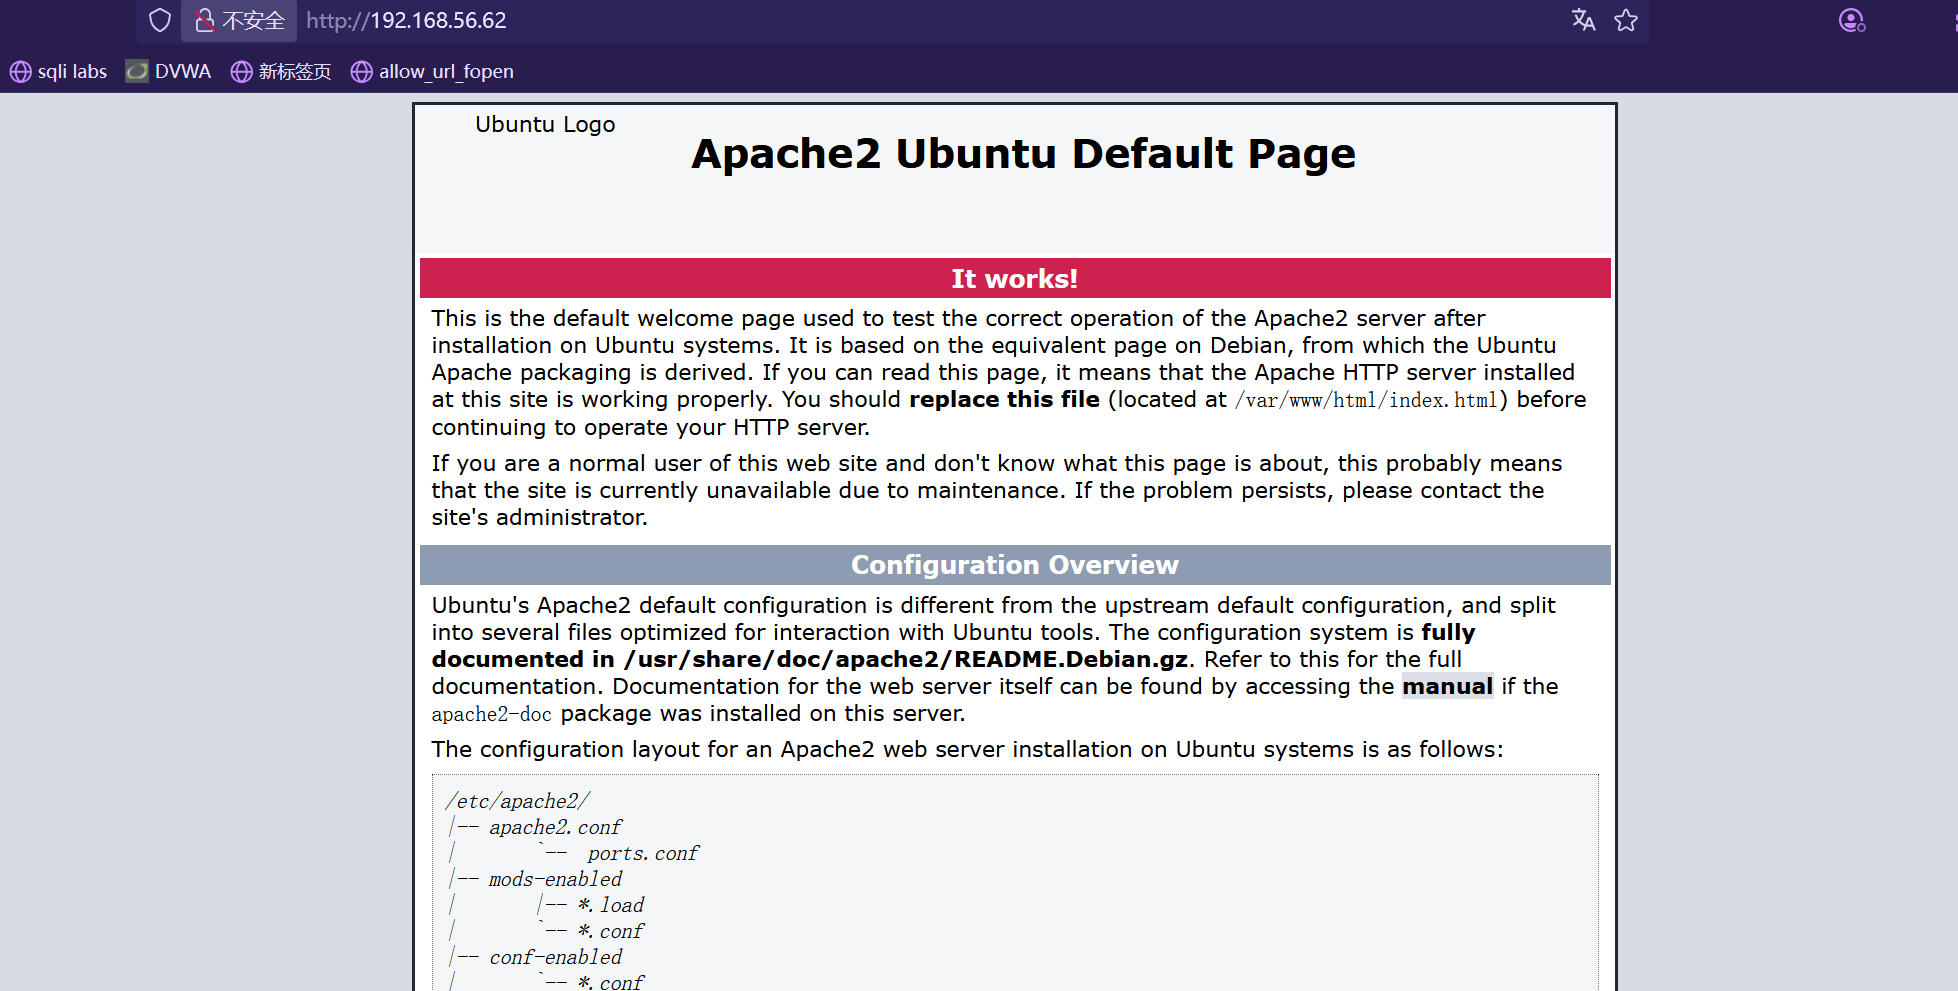 不安全 http://192.168.56.62
sqli labs DVWA 新标签页 allow_url_fopen
Ubuntu Logo
Apache2 Ubuntu Default Page
It works!
This is the default welcome page used to test the correct operation of the Apache2 server after
installation on Ubuntu systems. It is based on the equivalent page on Debian, from which the Ubuntu
Apache packaging is derived. If you can read this page, it means that the Apache HTTP server installed
at this site is working properly. You should replace this file (located at /var/www/html/index.html) before
continuing to operate your HTTP server.
If you are a normal user of this web site and don't know what this page is about, this probably means
that the site is currently unavailable due to maintenance. If the problem persists, please contact the
site's administrator.
Configuration Overview
Ubuntu's Apache2 default configuration is different from the upstream default configuration, and split
into several files optimized for interaction with Ubuntu tools. The configuration system is fully
documented in /usr/share/doc/apache2/README.Debian.gz. Refer to this for the full
documentation. Documentation for the web server itself can be found by accessing the manual if the
apache2-doc package was installed on this server.
The configuration layout for an Apache2 web server installation on Ubuntu systems is as follows:
/etc/apache2/
|-- apache2.conf
|       `--  ports.conf
|-- mods-enabled
|       |-- *.load
|       `-- *.conf
|-- conf-enabled
|       `-- *.conf